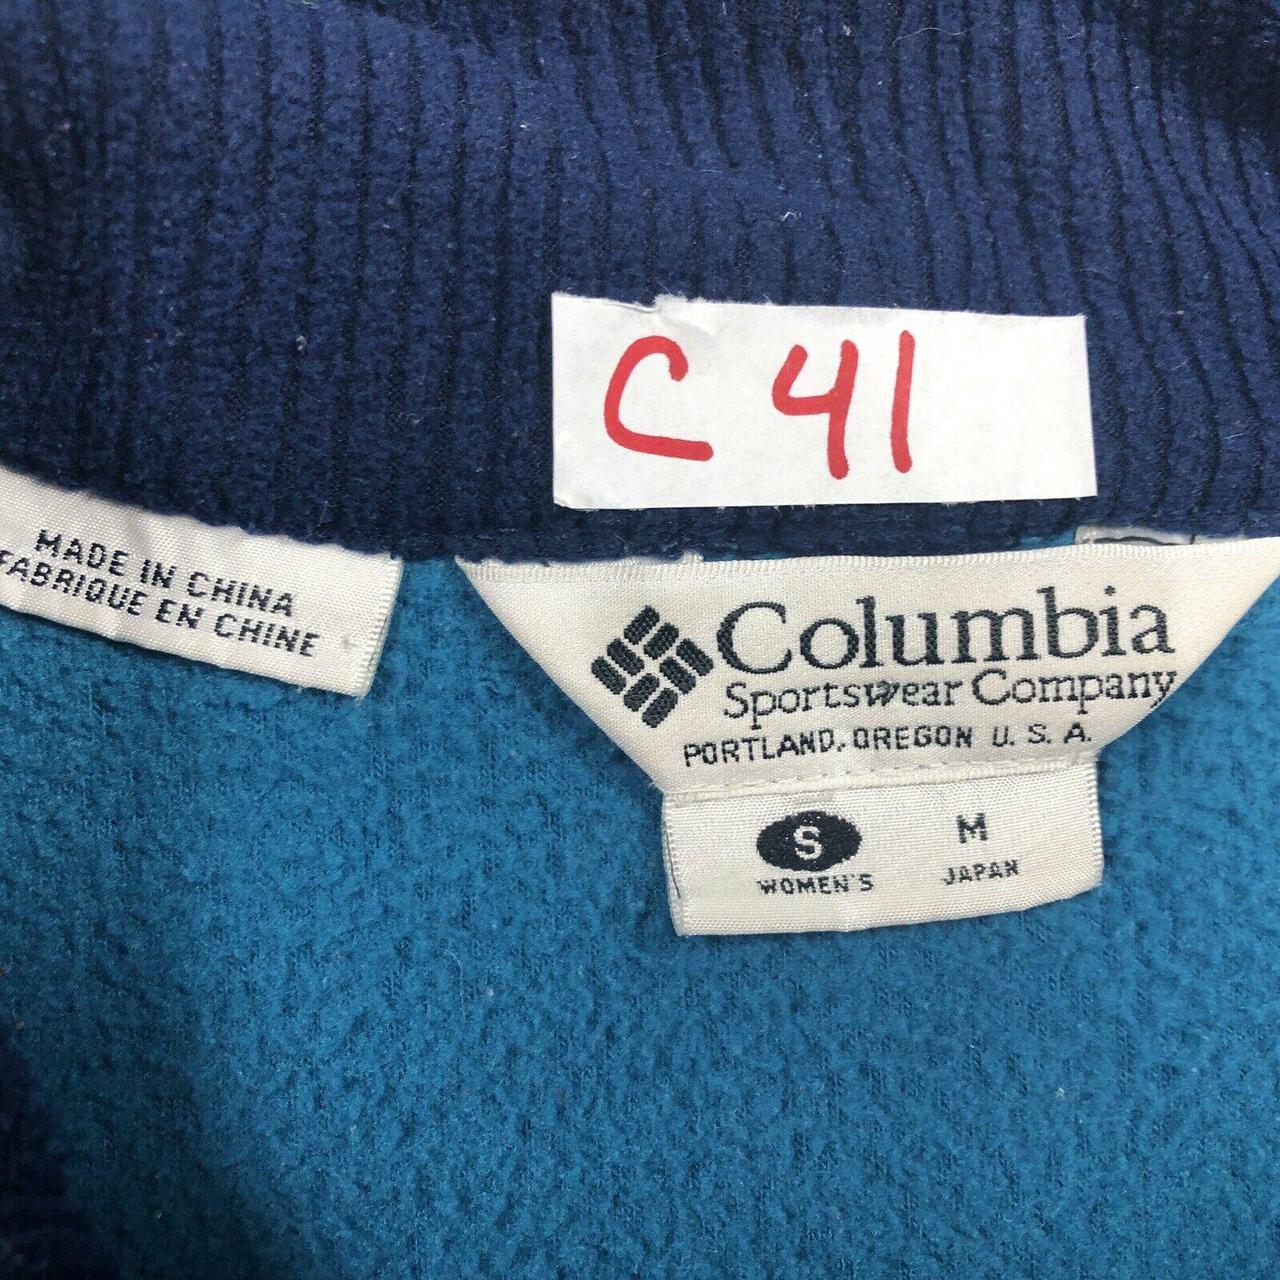 C 41
MADE IN CHINA
FABRIQUE EN CHINE
Columbia
Sportswear Company
PORTLAND, OREGON U.S.A.
S M
WOMEN'S JAPAN